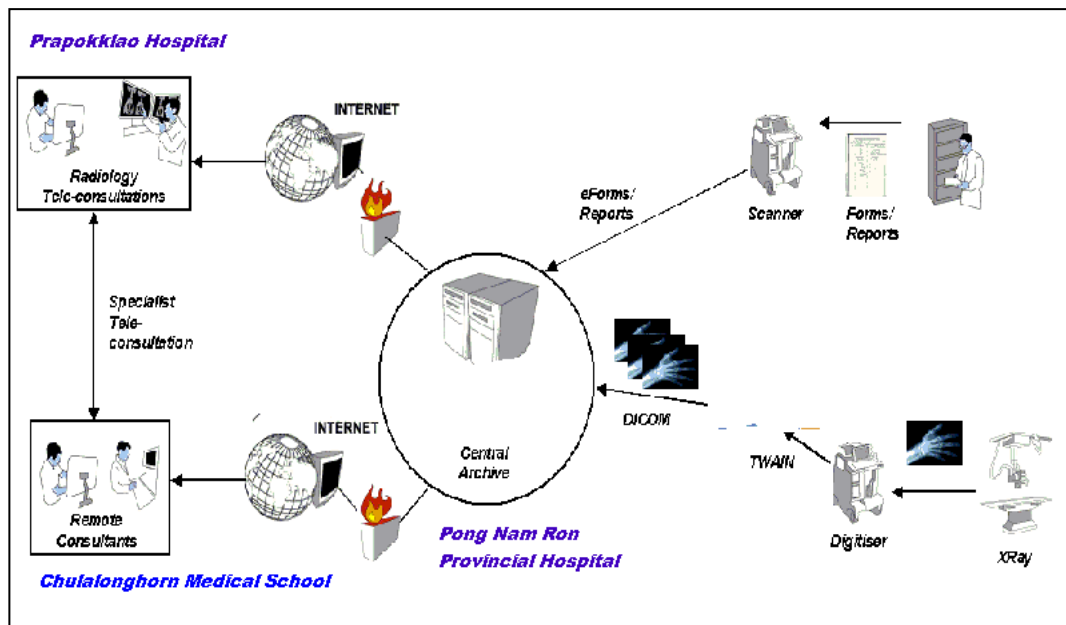 Prapokklao Hospital
INTERNET
Radiology
Tele-consultations
eForms/
Reports
Scanner
Forms/
Reports
Specialist
Tele-
consultation
DICOM
TWAIN
INTERNET
Central
Archive
Remote
Consultants
Digitiser
XRay
Pong Nam Ron
Provincial Hospital
Chulalonghorn Medical School